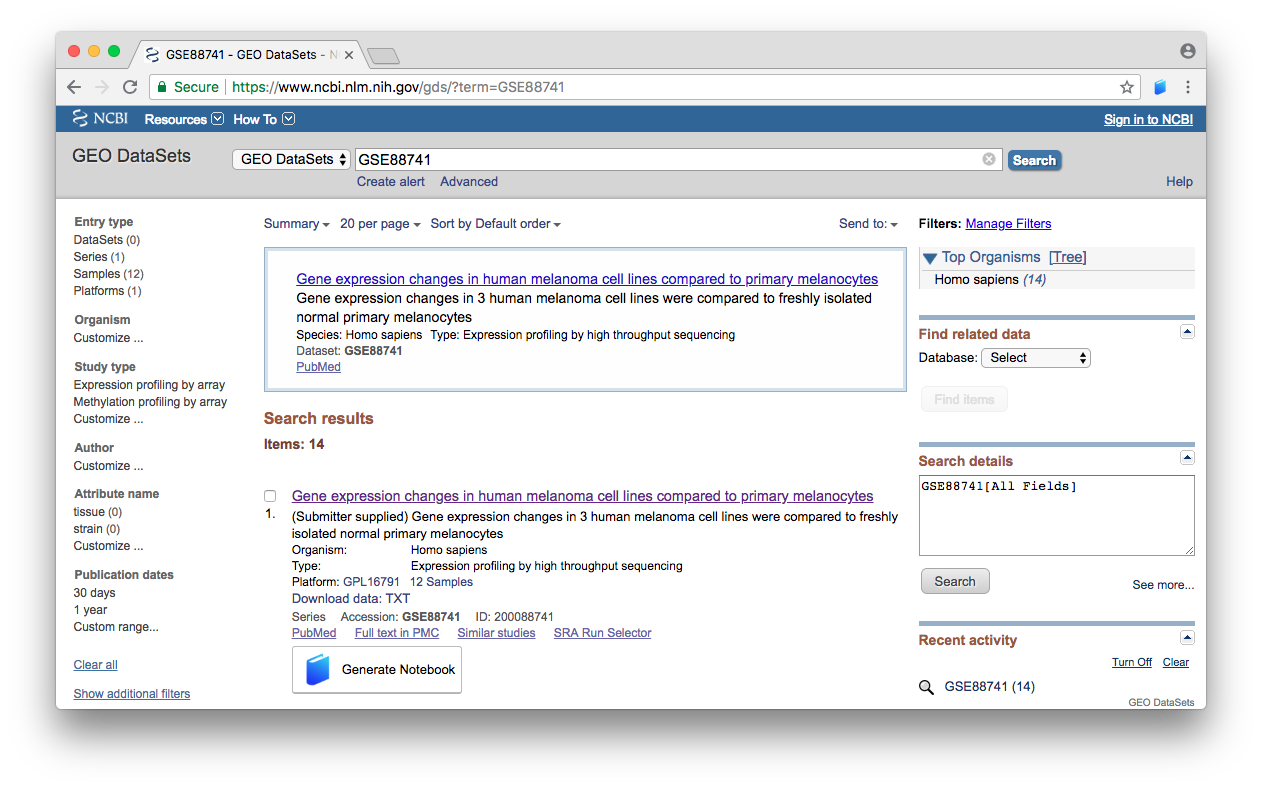 GSE88741 - GEO DataSets - N
Secure https://www.ncbi.nlm.nih.gov/gds/?term=GSE88741
NCBI Resources How To Sign in to NCBI
GEO DataSets GEO DataSets GSE88741 Search
Create alert Advanced Help
Entry type
DataSets (0)
Series (1)
Samples (12)
Platforms (1)
Organism
Customize ...
Study type
Expression profiling by array
Methylation profiling by array
Customize ...
Author
Customize ...
Attribute name
tissue (0)
strain (0)
Customize ...
Publication dates
30 days
1 year
Custom range...
Clear all
Show additional filters
Summary 20 per page Sort by Default order Send to:
Gene expression changes in human melanoma cell lines compared to primary melanocytes
Gene expression changes in 3 human melanoma cell lines were compared to freshly isolated
normal primary melanocytes
Species: Homo sapiens Type: Expression profiling by high throughput sequencing
Dataset: GSE88741
PubMed
Search results
Items: 14
Gene expression changes in human melanoma cell lines compared to primary melanocytes
1. (Submitter supplied) Gene expression changes in 3 human melanoma cell lines were compared to freshly
isolated normal primary melanocytes
Organism: Homo sapiens
Type: Expression profiling by high throughput sequencing
Platform: GPL16791 12 Samples
Download data: TXT
Series Accession: GSE88741 ID: 200088741
PubMed Full text in PMC Similar studies SRA Run Selector
Generate Notebook
Filters: Manage Filters
Top Organisms [Tree]
Homo sapiens (14)
Find related data
Database: Select
Find items
Search details
GSE88741[All Fields]
Search See more...
Recent activity
Turn Off Clear
GSE88741 (14)
GEO DataSets